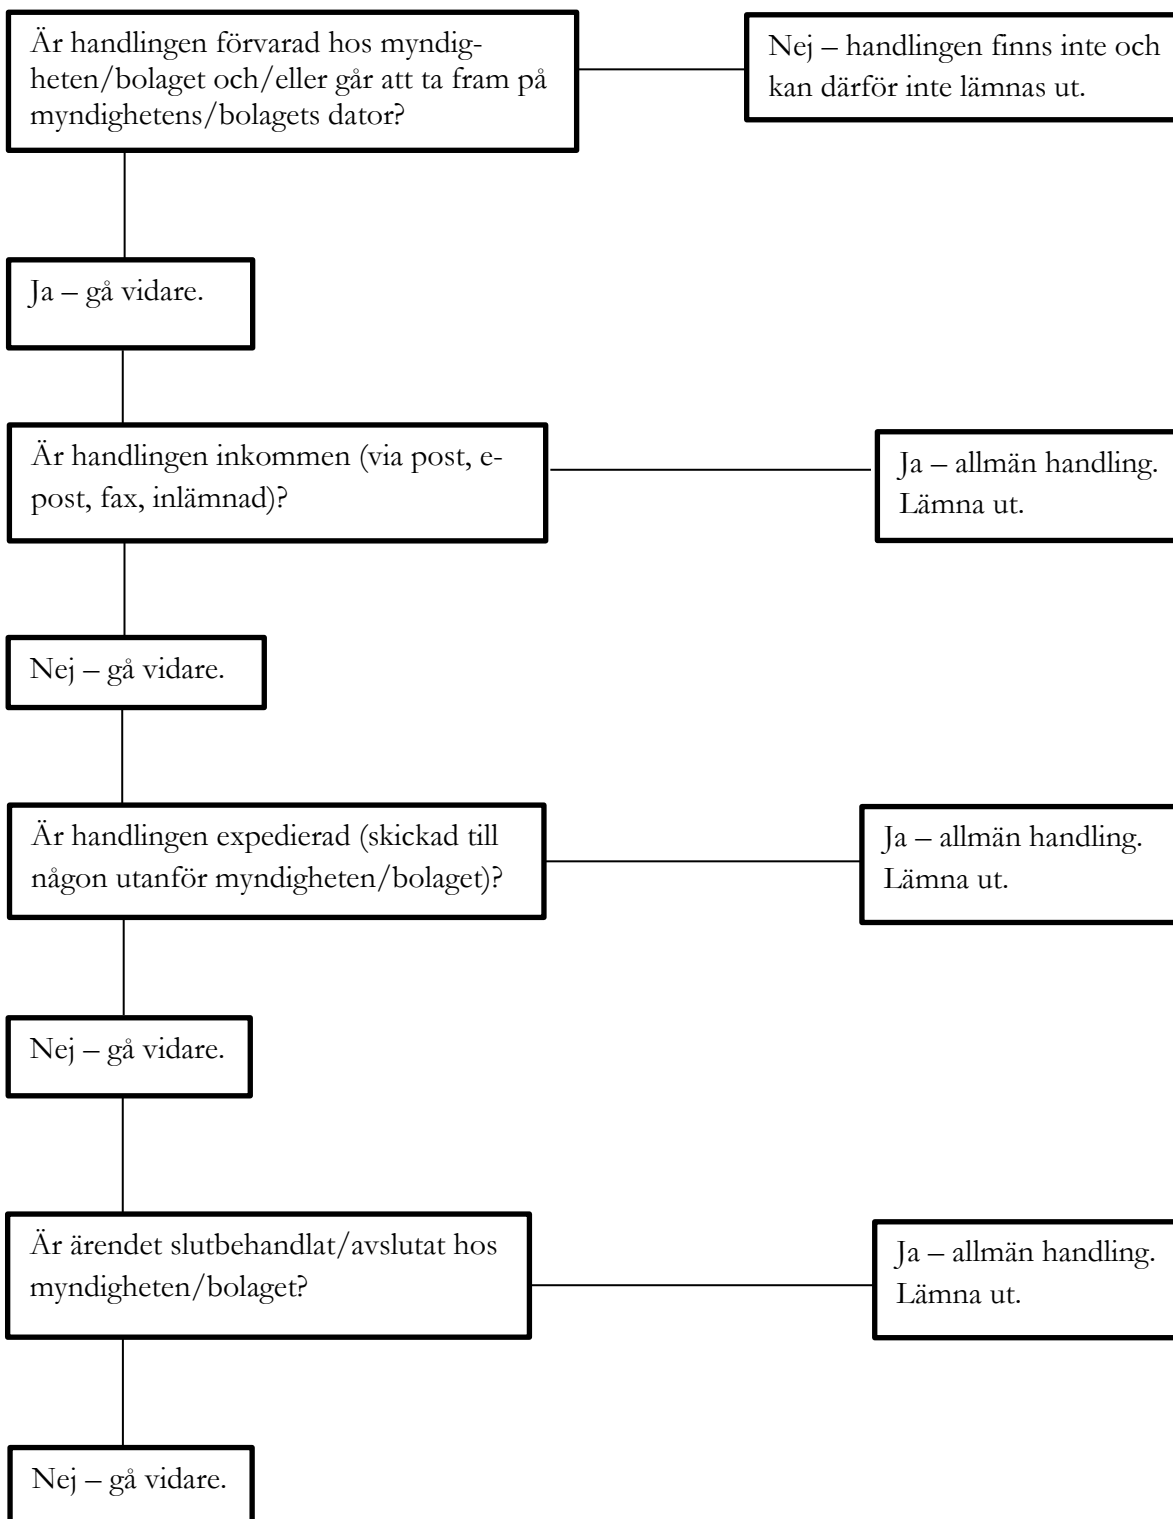 Är handlingen förvarad hos myndig-
heten/bolaget och/eller går att ta fram på
myndighetens/bolagets dator?
Nej – handlingen finns inte och
kan därför inte lämnas ut.
Ja – gå vidare.
Är handlingen inkommen (via post, e-
post, fax, inlämnad)?
Ja – allmän handling.
Lämna ut.
Nej – gå vidare.
Är handlingen expedierad (skickad till
någon utanför myndigheten/bolaget)?
Ja – allmän handling.
Lämna ut.
Nej – gå vidare.
Är ärendet slutbehandlat/avslutat hos
myndigheten/bolaget?
Ja – allmän handling.
Lämna ut.
Nej – gå vidare.